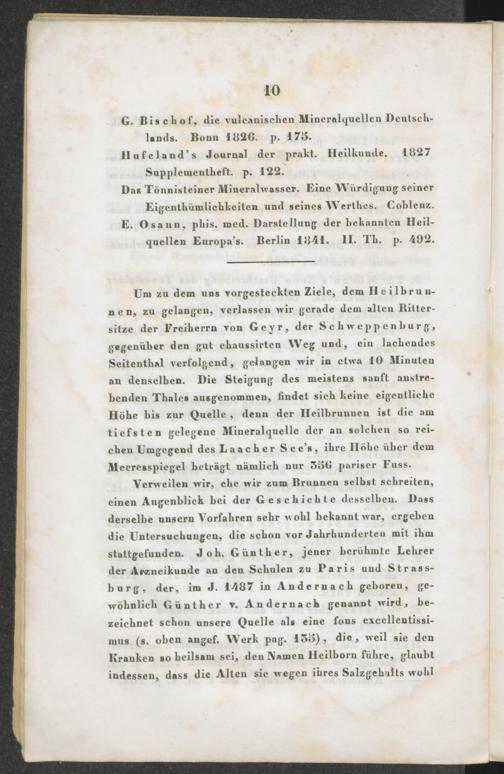 10
G. Bischof, die vulcanischen Mineralquellen Deutsch-
lands. Bonn 1826. p. 175.
Hufeland's Journal der prakt. Heilkunde. 1827
Supplementheft. p. 122.
Das Tönnisteiner Mineralwasser. Eine Würdigung seiner
Eigenthümlichkeiten und seines Werthes. Coblenz.
E. Osann, phis. med. Darstellung der bekannten Heil-
quellen Europa's. Berlin 1841. II. Th. p. 492.
Um zu dem uns vorgesteckten Ziele, dem Heilbrun-
nen, zu gelangen, verlassen wir gerade dem alten Ritter-
sitze der Freiherrn von Geyr, der Schweppenburg,
gegenüber den gut chaussirten Weg und, ein lachendes
Seitenthal verfolgend, gelangen wir in etwa 10 Minuten
an denselben. Die Steigung des meistens sanft anstre-
benden Thales ausgenommen, findet sich keine eigentliche
Höhe bis zur Quelle, denn der Heilbrunnen ist die am
tiefsten gelegene Mineralquelle der an solchen so rei-
chen Umgegend des Laacher See's, ihre Höhe über dem
Meeresspiegel beträgt nämlich nur 356 pariser Fuss.
Verweilen wir, ehe wir zum Brunnen selbst schreiten,
einen Augenblick bei der Geschichte desselben. Dass
derselbe unsern Vorfahren sehr wohl bekannt war, ergeben
die Untersuchungen, die schon vor Jahrhunderten mit ihm
stattgefunden. Joh. Günther, jener berühmte Lehrer
der Arzneikunde an den Schulen zu Paris und Strass-
burg, der, im J. 1487 in Andernach geboren, ge-
wöhnlich Günther v. Andernach genannt wird, be-
zeichnet schon unsere Quelle als eine fons excellentissi-
mus (s. oben angef. Werk pag. 135), die, weil sie den
Kranken so heilsam sei, den Namen Heilborn führe, glaubt
indessen, dass die Alten sie wegen ihres Salzgehalts wohl